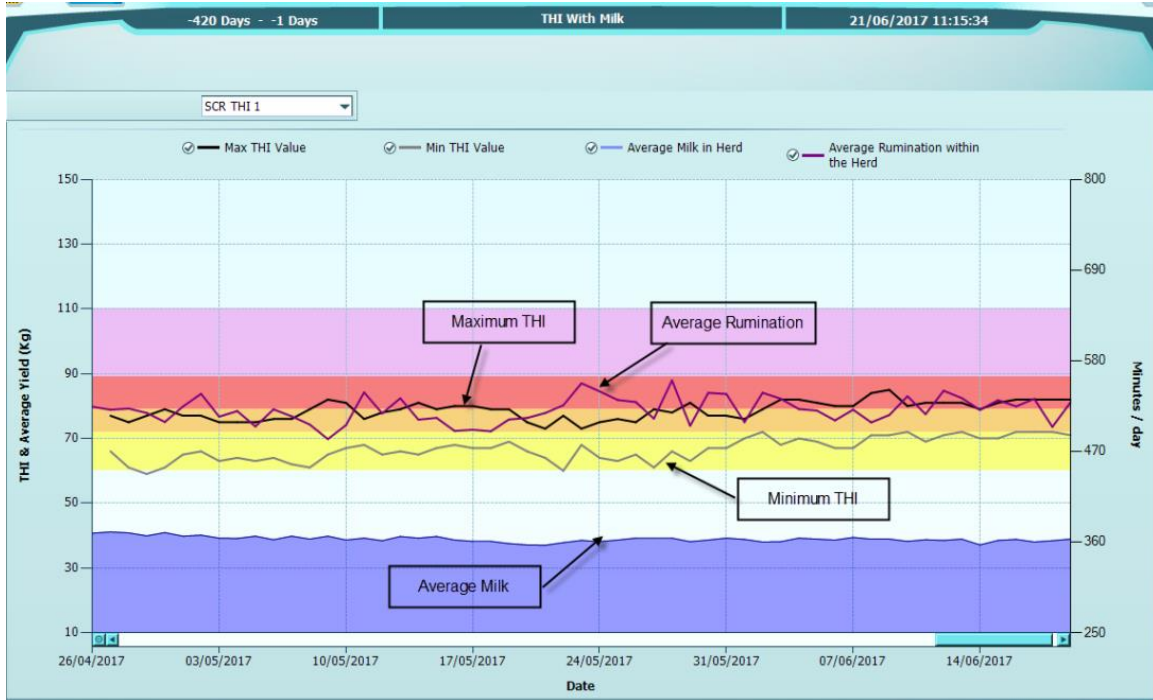 -420 Days - -1 Days
THI With Milk
21/06/2017 11:15:34
SCR THI 1
Max THI Value
Min THI Value
Average Milk in Herd
Average Rumination within
the Herd
150
130
110
90
70
50
30
10
THI & Average Yield (Kg)
800
690
580
470
360
250
Minutes / day
Maximum THI
Average Rumination
Minimum THI
Average Milk
26/04/2017
03/05/2017
10/05/2017
17/05/2017
24/05/2017
31/05/2017
07/06/2017
14/06/2017
Date